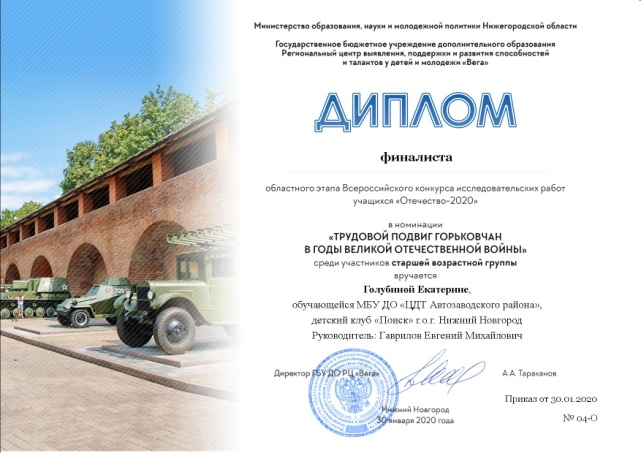 Министерство образования, науки и молодежной политики Нижегородской области
Государственное бюджетное учреждение дополнительного образования
Региональный центр выявления, поддержки и развития способностей
и талантов у детей и молодежи «Вега»
ДИПЛОМ
финалиста
областного этапа Всероссийского конкурса исследовательских работ
учащихся «Отечество-2020»
в номинации
«ТРУДОВОЙ ПОДВИГ ГОРЬКОВЧАН
В ГОДЫ ВЕЛИКОЙ ОТЕЧЕСТВЕННОЙ ВОЙНЫ»
среди участников старшей возрастной группы
вручается
Голубиной Екатерине,
обучающейся МБУ ДО «ЦДТ Автозаводского района»,
детский клуб «Поиск» г.о.г. Нижний Новгород
Руководитель: Гаврилов Евгений Михайлович
Директор ГБУ ДО РЦ «Вега»
А.А. Тараканов
Приказ от 30.01.2020
№ 04-О
Нижний Новгород
30 января 2020 года